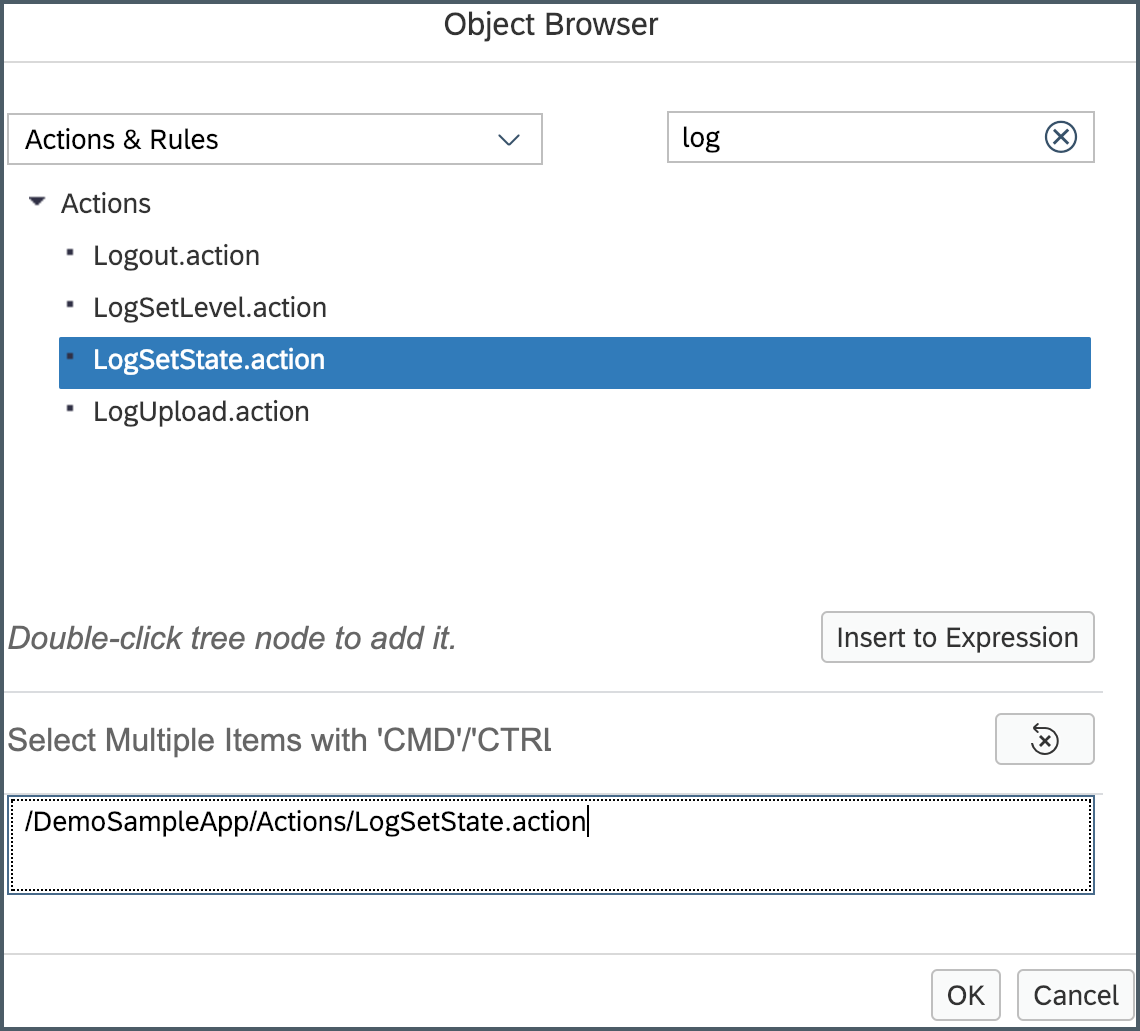 Object Browser
Actions & Rules
log
Actions
Logout.action
LogSetLevel.action
LogSetState.action
LogUpload.action
Double-click tree node to add it.
Insert to Expression
Select Multiple Items with 'CMD'/'CTRL
/DemoSampleApp/Actions/LogSetState.action
OK
Cancel